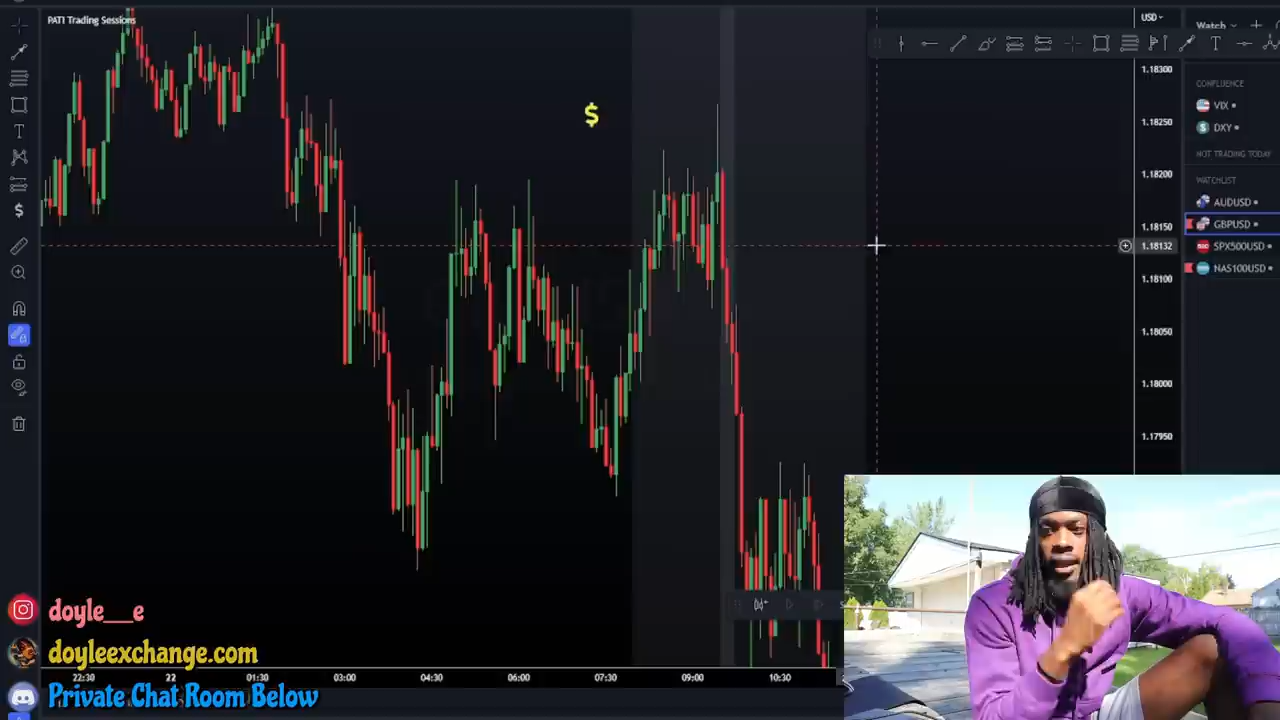 PATI Trading Sessions
USD
Watch
1.18300
1.18250
1.18200
1.18150
1.18132
1.18100
1.18050
1.18000
1.17950
CONFLUENCE
VIX
DXY
NOT TRADING TODAY
WATCHLIST
AUDUSD
GBPUSD
SPX500USD
NAS100USD
$
doyle__e
doyleexchange.com
Private Chat Room Below
22:30
22
01:30
03:00
04:30
06:00
07:30
09:00
10:30